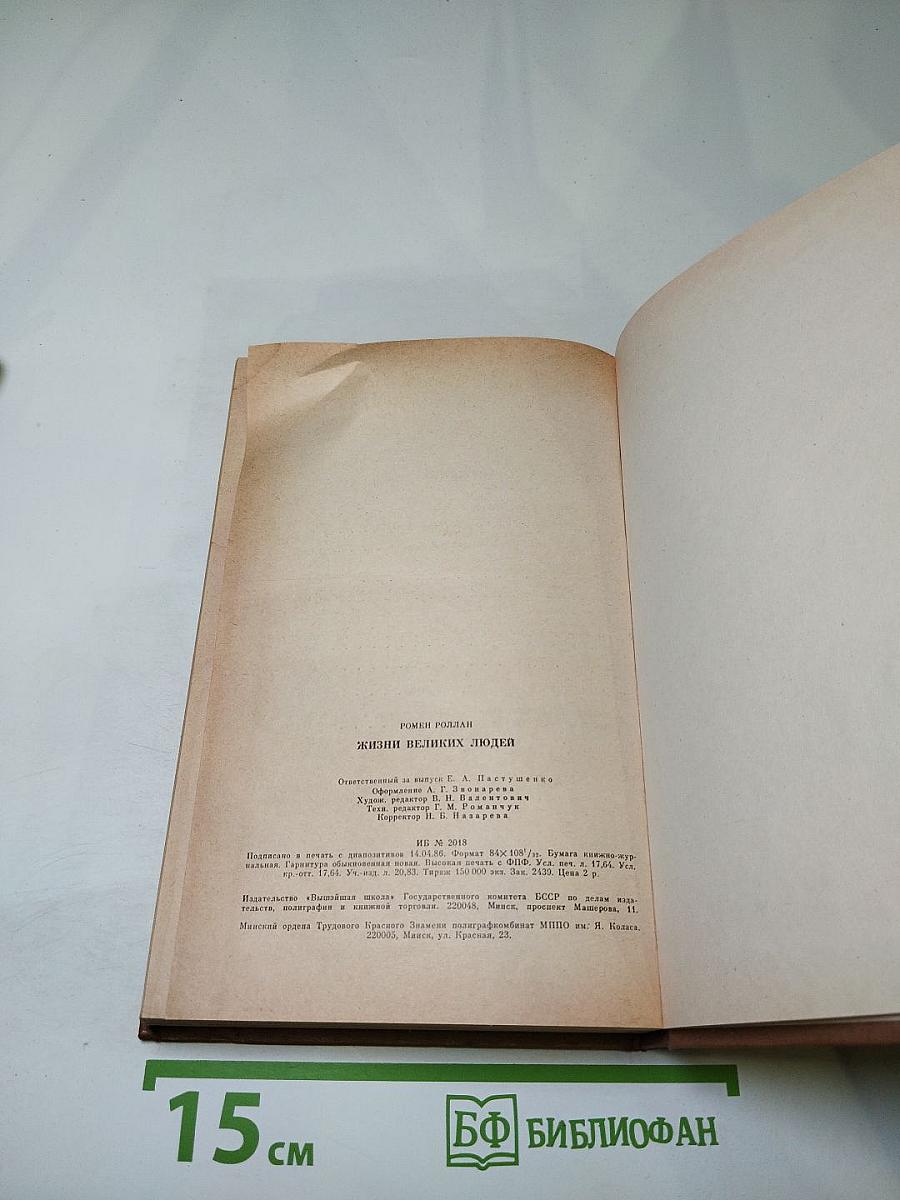 РОМЕН РОЛЛАН
ЖИЗНИ ВЕЛИКИХ ЛЮДЕЙ
Ответственный за выпуск Е. А. Пастушенко
Оформление А. Г. Звонарева
Худож. редактор В. Н. Валентович
Техн. редактор Г. М. Романчук
Корректор И. Б. Назарева
ИБ № 2018
Подписано в печать с диапозитивов 14.04.86. Формат 84×108¹/₃₂. Бумага книжно-жур-
нальная. Гарнитура обыкновенная новая. Высокая печать с ФПФ. Усл. печ. л. 17,64. Усл.
кр.-отт. 17,64. Уч.-изд. л. 20,83. Тираж 150 000 экз. Зак. 2439. Цена 2 р.
Издательство «Вышэйшая школа» Государственного комитета БССР по делам изда-
тельств, полиграфии и книжной торговли. 220048, Минск, проспект Машерова, 11.
Минский ордена Трудового Красного Знамени полиграфкомбинат МППО им. Я. Коласа.
220005, Минск, ул. Красная, 23.
15 см
БФ БИБЛИОФАН